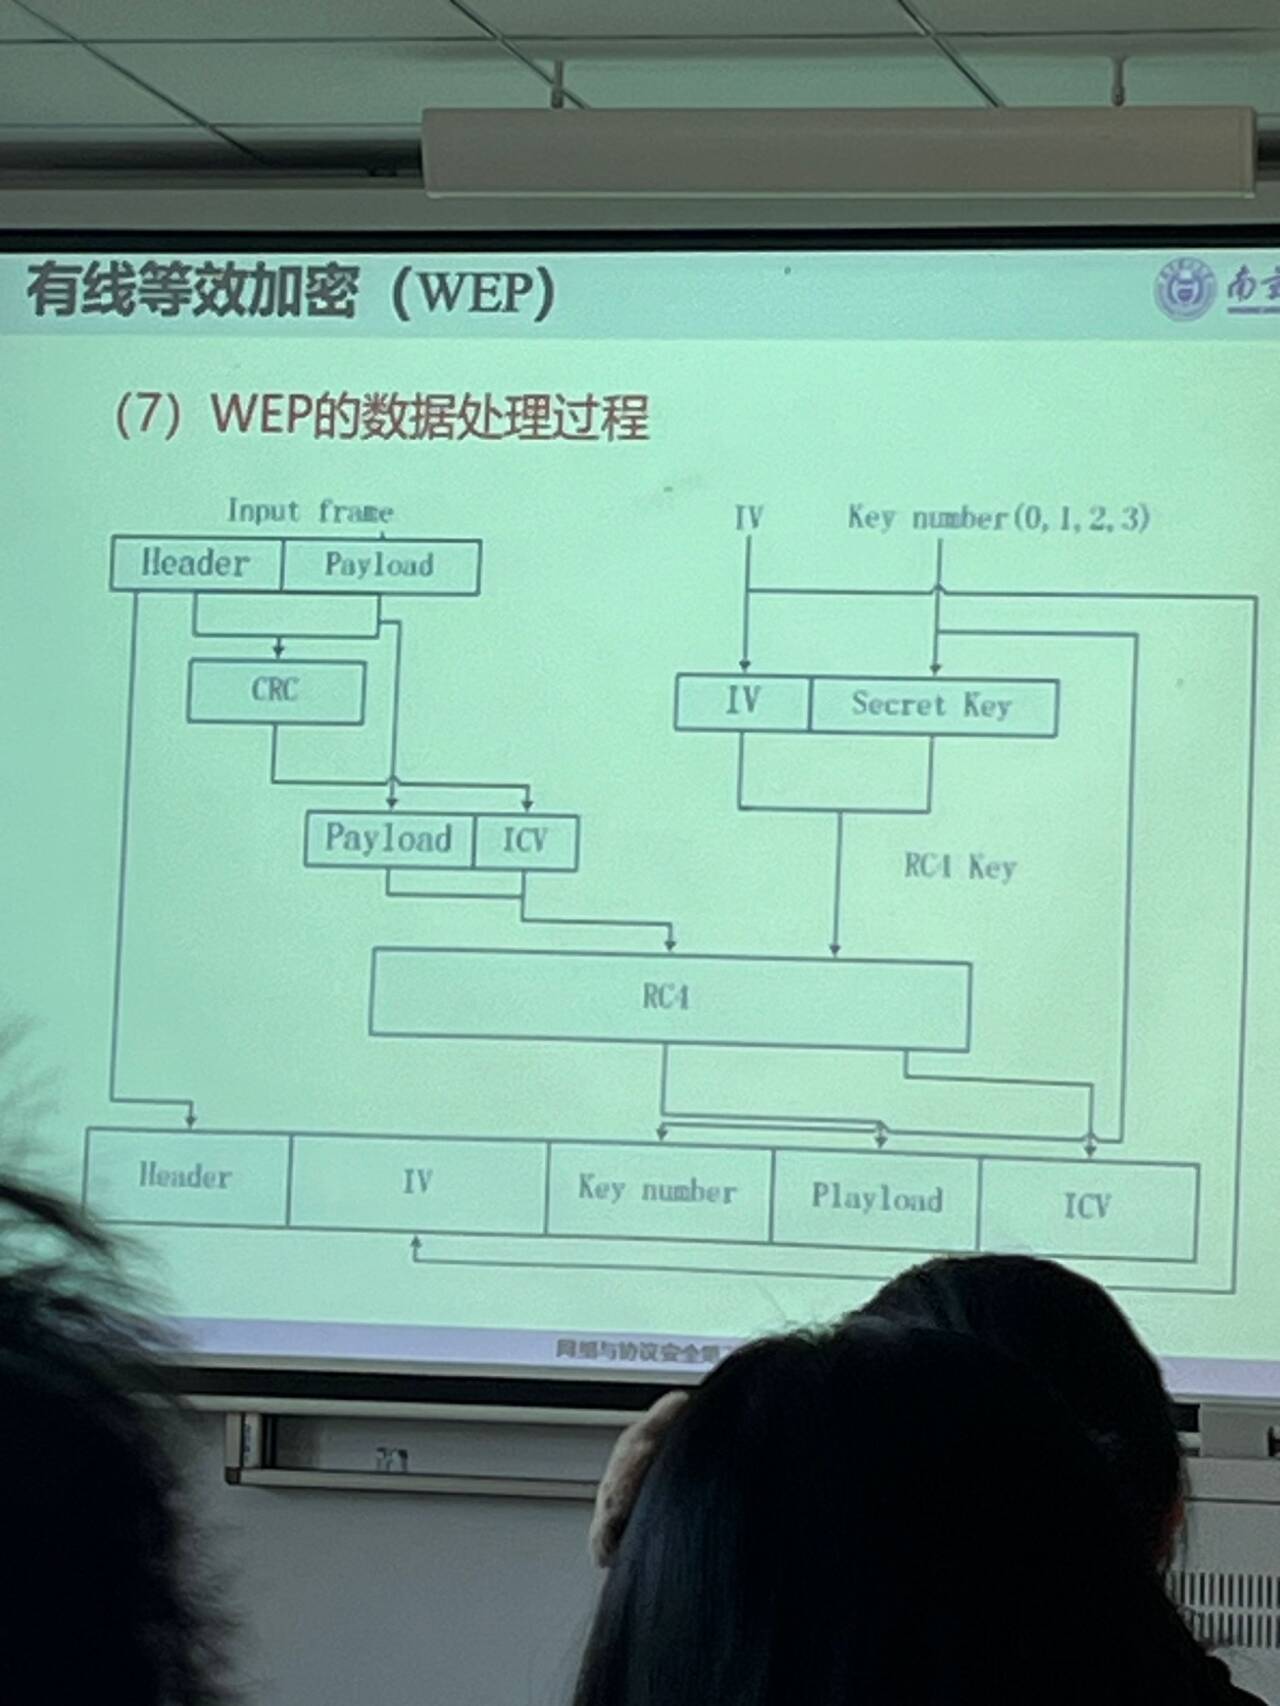 有线等效加密（WEP）
南
（7）WEP的数据处理过程
Input frame
Header Payload
IV Key number(0, 1, 2, 3)
CRC
IV Secret Key
Payload ICV
RC4 Key
RC4
Header IV Key number Playload ICV
网络与协议安全第